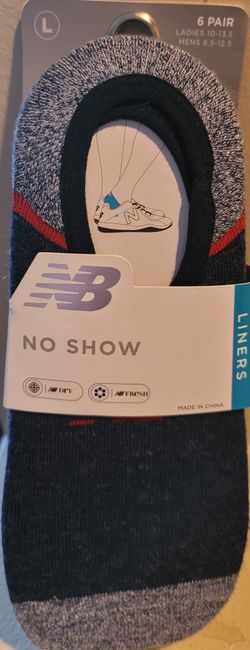 L
6 PAIR
LADIES 10-13.5
MENS 8.5-12.5
N
NB
NO SHOW
LINERS
NB DRY
NB FRESH
MADE IN CHINA